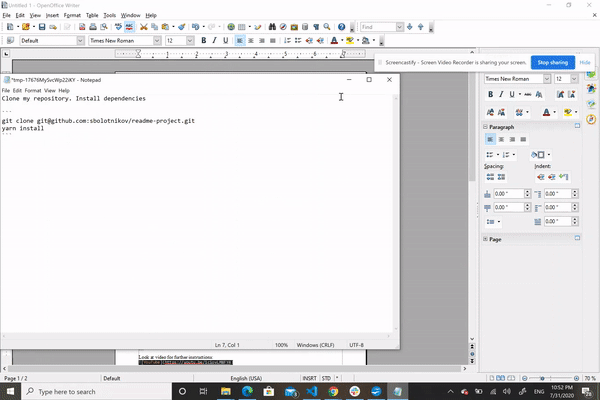 Untitled 1 - OpenOffice Writer
File Edit View Insert Format Table Tools Window Help
Find
Default Times New Roman 12 B I U
Screencastify - Screen Video Recorder is sharing your screen. Stop sharing Hide
*tmp-17676MySvcWp22iKY - Notepad
File Edit Format View Help
Clone my repository. Install dependencies
```
git clone git@github.com:sbolotnikov/readme-project.git
yarn install
```
Times New Roman 12
B I U
Paragraph
Spacing: Indent:
0.00 " 0.00 "
0.00 " 0.00 "
0.00 "
Page
Ln 7, Col 1 100% Windows (CRLF) UTF-8
Look at video for further instructions
Page 1 / 2 Default English (USA) INSRT STD * 70 %
Type here to search
10:52 PM
7/31/2020